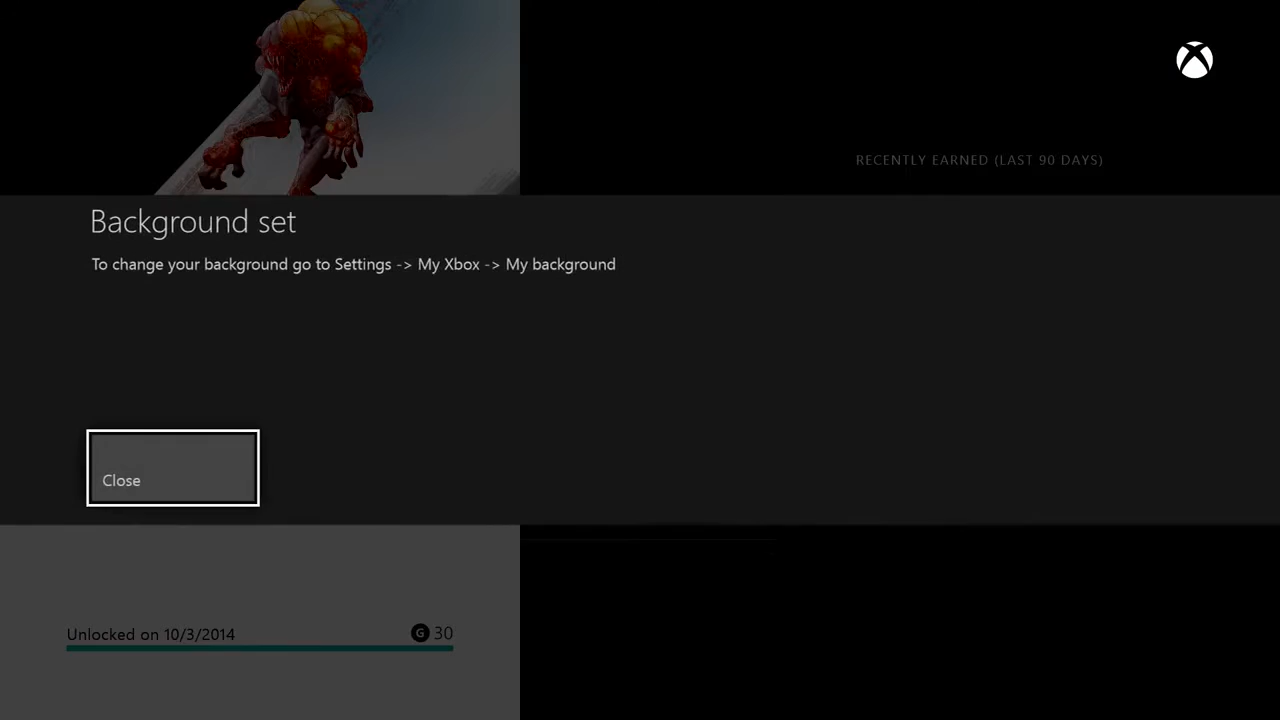 RECENTLY EARNED (LAST 90 DAYS)
Background set
To change your background go to Settings -> My Xbox -> My background
Close
Unlocked on 10/3/2014
G 30